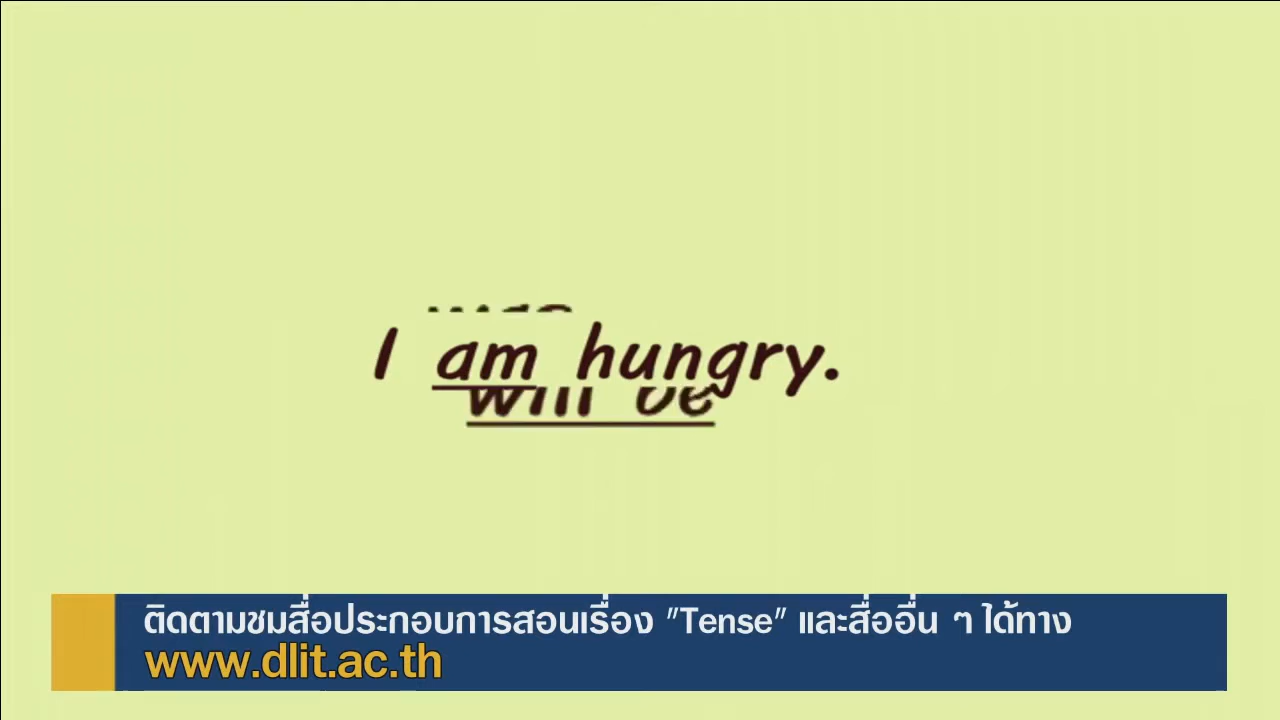 I am hungry.
will be
ติดตามชมสื่อประกอบการสอนเรื่อง "Tense" และสื่ออื่น ๆ ได้ทาง
www.dlit.ac.th